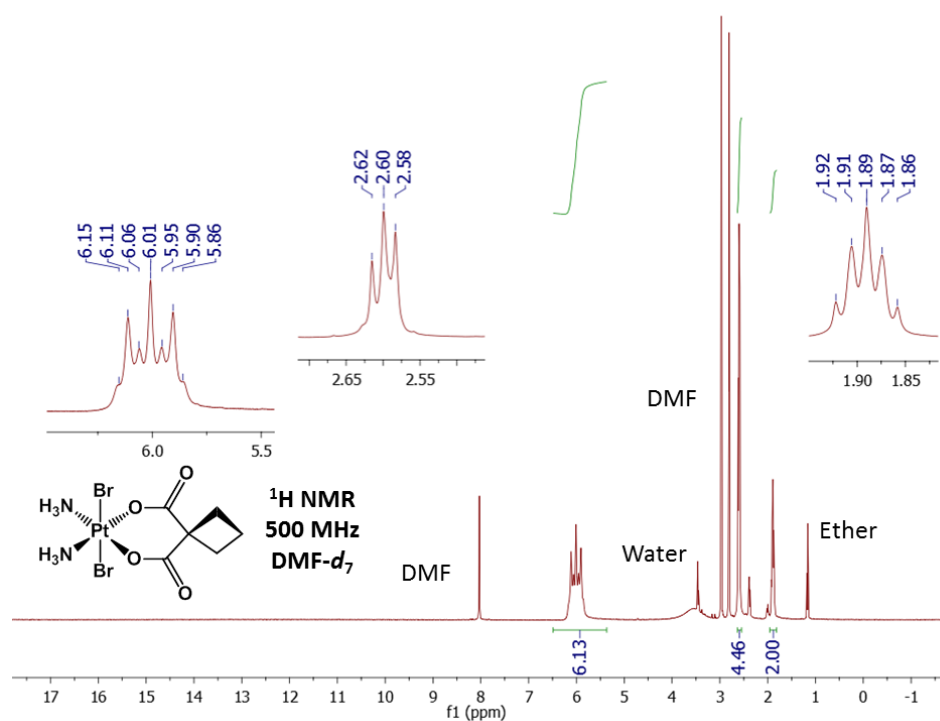 6.15
6.11
6.06
6.01
5.95
5.90
5.86
6.0
5.5
2.62
2.60
2.58
2.65
2.55
1.92
1.91
1.89
1.87
1.86
1.90
1.85
DMF
Br
H₃N
Pt
H₃N
Br
O
O
O
O
¹H NMR
500 MHz
DMF-d₇
DMF
Water
Ether
6.13
4.46
2.00
17
16
15
14
13
12
11
10
9
8
7
6
5
4
3
2
1
0
-1
f1 (ppm)